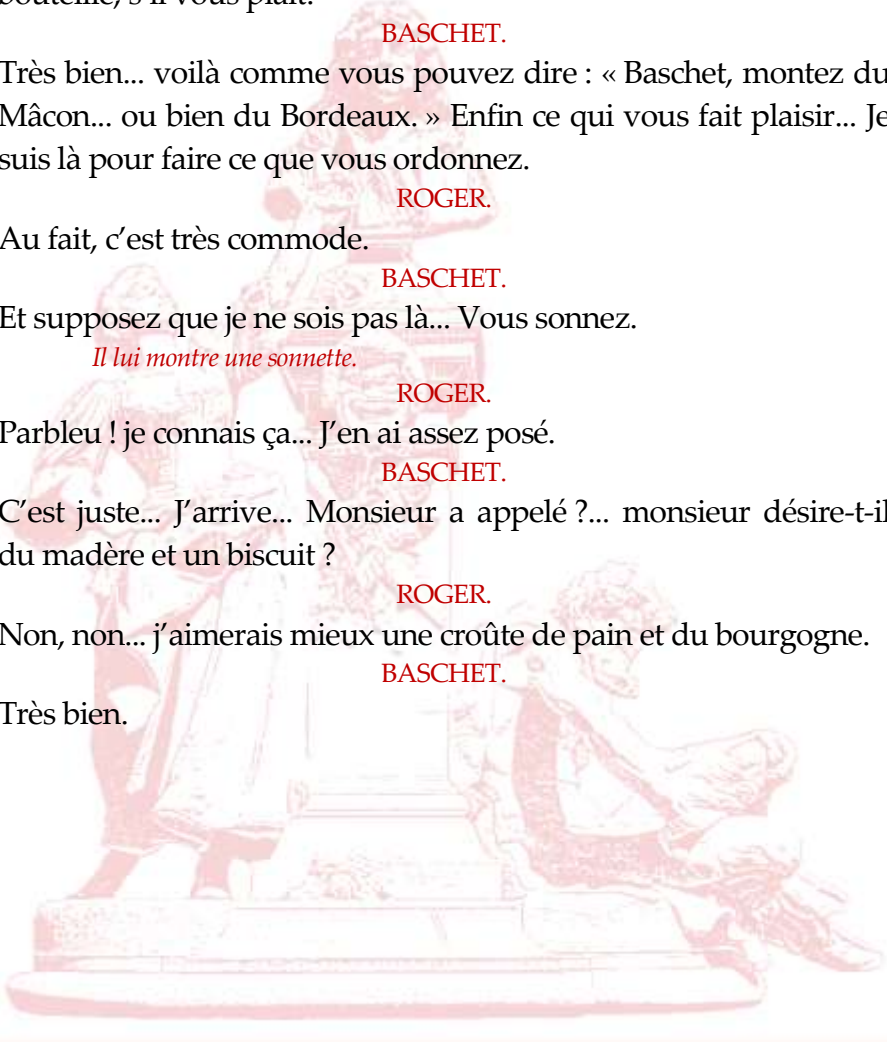 bouteille, s'il vous plaît.
BASCHET.
Très bien... voilà comme vous pouvez dire : « Baschet, montez du
Mâcon... ou bien du Bordeaux. » Enfin ce qui vous fait plaisir... Je
suis là pour faire ce que vous ordonnez.
ROGER.
Au fait, c’est très commode.
BASCHET.
Et supposez que je ne sois pas là... Vous sonnez.
Il lui montre une sonnette.
ROGER.
Parbleu ! je connais ça... J’en ai assez posé.
BASCHET.
C’est juste... J’arrive... Monsieur a appelé ?... monsieur désire-t-il
du madère et un biscuit ?
ROGER.
Non, non... j’aimerais mieux une croûte de pain et du bourgogne.
BASCHET.
Très bien.